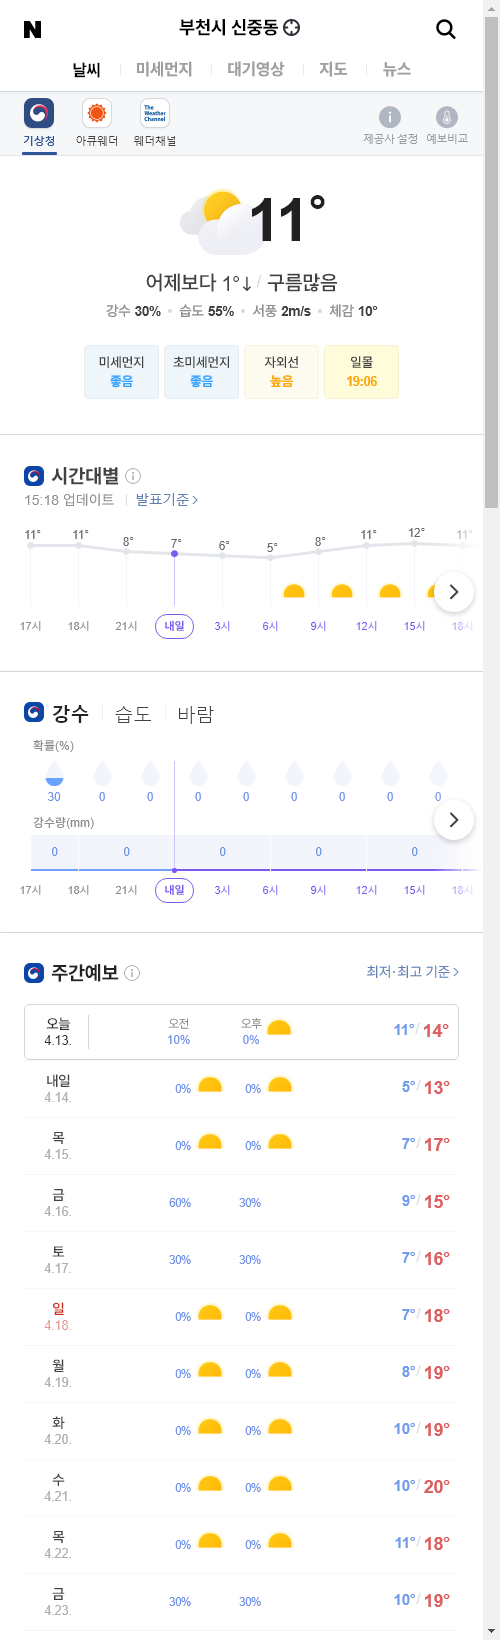 N
부천시 신중동
날씨 미세먼지 대기영상 지도 뉴스
The Weather Channel
기상청 아큐웨더 웨더채널 제공사 설정 예보비교
11°
어제보다 1°↓ / 구름많음
강수 30% 습도 55% 서풍 2m/s 체감 10°
미세먼지 초미세먼지 자외선 일몰
좋음 좋음 높음 19:06
시간대별
15:18 업데이트 발표기준 >
11° 11° 8° 7° 6° 5° 8° 11° 12° 11°
17시 18시 21시 내일 3시 6시 9시 12시 15시 18시
강수 습도 바람
확률(%)
30 0 0 0 0 0 0 0 0
강수량(mm)
0 0 0 0 0
17시 18시 21시 내일 3시 6시 9시 12시 15시 18시
주간예보 최저·최고 기준 >
오늘 4.13. 오전 10% 오후 0% 11° / 14°
내일 4.14. 0% 0% 5° / 13°
목 4.15. 0% 0% 7° / 17°
금 4.16. 60% 30% 9° / 15°
토 4.17. 30% 30% 7° / 16°
일 4.18. 0% 0% 7° / 18°
월 4.19. 0% 0% 8° / 19°
화 4.20. 0% 0% 10° / 19°
수 4.21. 0% 0% 10° / 20°
목 4.22. 0% 0% 11° / 18°
금 4.23. 30% 30% 10° / 19°